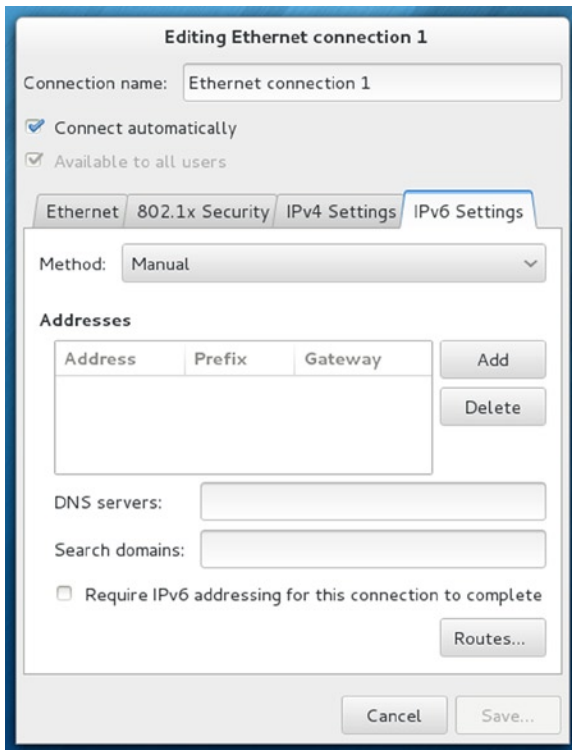 Editing Ethernet connection 1
Connection name: Ethernet connection 1
Connect automatically
Available to all users
Ethernet 802.1x Security IPv4 Settings IPv6 Settings
Method: Manual
Addresses
Address Prefix Gateway Add
Delete
DNS servers:
Search domains:
Require IPv6 addressing for this connection to complete
Routes...
Cancel Save...